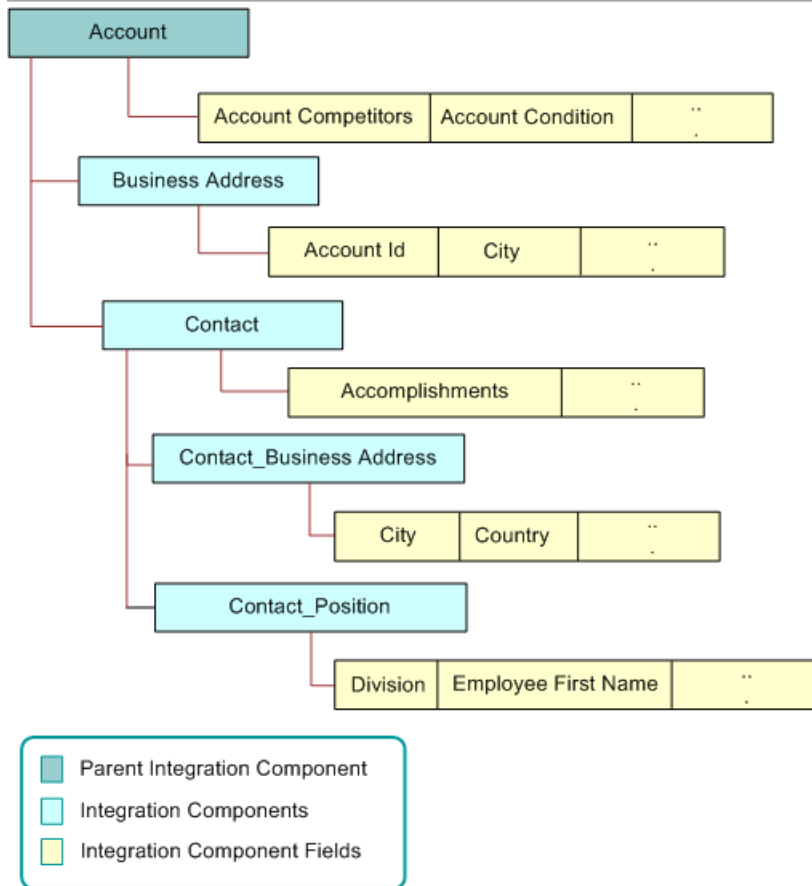 Account
Account Competitors Account Condition ...
Business Address
Account Id City ...
Contact
Accomplishments ...
Contact_Business Address
City Country ...
Contact_Position
Division Employee First Name ...
Parent Integration Component
Integration Components
Integration Component Fields